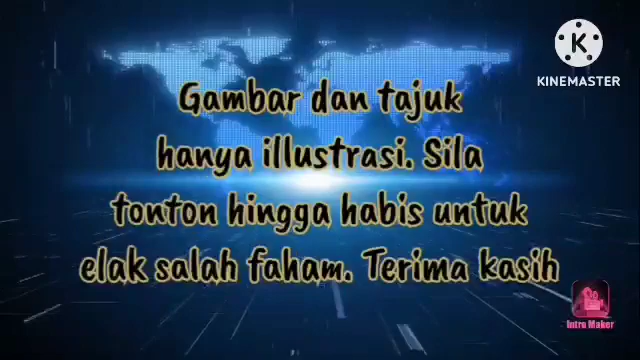 KINEMASTER
Gambar dan tajuk
hanya illustrasi. Sila
tonton hingga habis untuk
elak salah faham. Terima kasih
Intro Maker